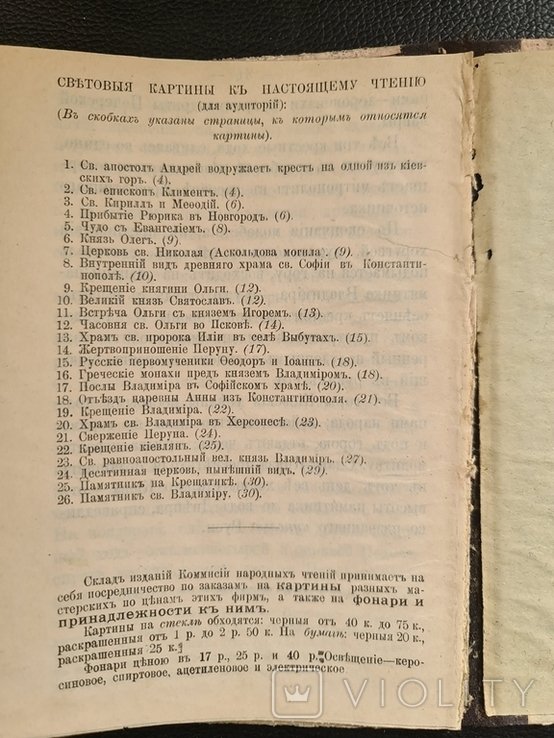 СВѢТОВЫЯ КАРТИНЫ КЪ НАСТОЯЩЕМУ ЧТЕНІЮ
(для аудиторій):
(Въ скобкахъ указаны страницы, къ которымъ относятся
картины).
1. Св. апостолъ Андрей водружаетъ крестъ на одной изъ кіев-
скихъ горъ. (4).
2. Св. епископъ Климентъ. (4).
3. Св. Кириллъ и Меѳодій. (6).
4. Прибытіе Рюрика въ Новгородъ. (6).
5. Чудо съ Евангеліемъ. (8).
6. Князь Олегъ. (9).
7. Церковь св. Николая (Аскольдова могила). (9).
8. Внутренній видъ древняго храма св. Софіи въ Константи-
нополѣ. (10).
9. Крещеніе княгини Ольги. (12).
10. Великій князь Святославъ. (12).
11. Встрѣча Ольги съ княземъ Игоремъ. (13).
12. Часовня св. Ольги во Псковѣ. (14).
13. Храмъ св. пророка Иліи въ селѣ Выбутахъ. (15).
14. Жертвоприношеніе Перуну. (17).
15. Русскіе первомученики Ѳеодоръ и Іоаннъ. (18).
16. Греческіе монахи предъ княземъ Владиміромъ. (18).
17. Послы Владиміра въ Софійскомъ храмѣ. (20).
18. Отъѣздъ царевны Анны изъ Константинополя. (21).
19. Крещеніе Владиміра. (22).
20. Храмъ св. Владиміра въ Херсонесѣ. (23).
21. Сверженіе Перуна. (24).
22. Крещеніе кіевлянъ. (25).
23. Св. равноапостольный вел. князь Владиміръ. (27).
24. Десятинная церковь, нынѣшній видъ. (29).
25. Памятникъ на Крещатикѣ. (30).
26. Памятникъ св. Владиміру. (30).
Складъ изданій Коммисіи народныхъ чтеній принимаетъ на
себя посредничество по заказамъ на картины разныхъ ма-
стерскихъ по цѣнамъ этихъ фирмъ, а также на фонари и
принадлежности къ нимъ.
Картины на стеклѣ обходятся: черныя отъ 40 к. до 75 к.,
раскрашенныя отъ 1 р. до 2 р. 50 к. На бумагѣ: черныя 20 к.,
раскрашенныя 25 к.
Фонари цѣною въ 17 р., 25 р. и 40 р. Освѣщеніе—керо-
синовое, спиртовое, ацетиленовое и электрическое
VIOLITY